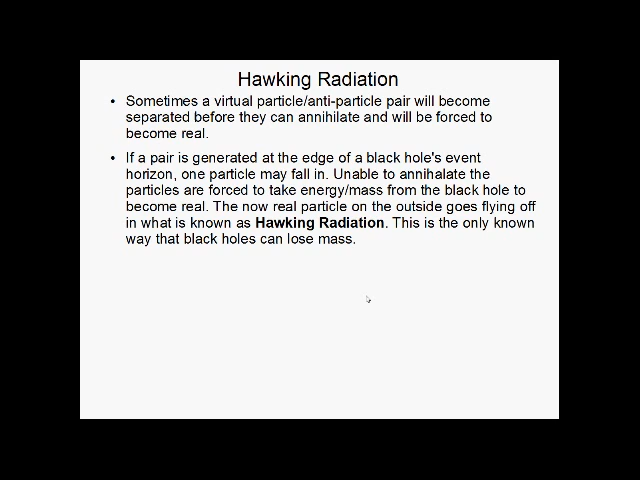 Hawking Radiation
• Sometimes a virtual particle/anti-particle pair will become
separated before they can annihilate and will be forced to
become real.
• If a pair is generated at the edge of a black hole's event
horizon, one particle may fall in. Unable to annihalate the
particles are forced to take energy/mass from the black hole to
become real. The now real particle on the outside goes flying off
in what is known as Hawking Radiation. This is the only known
way that black holes can lose mass.